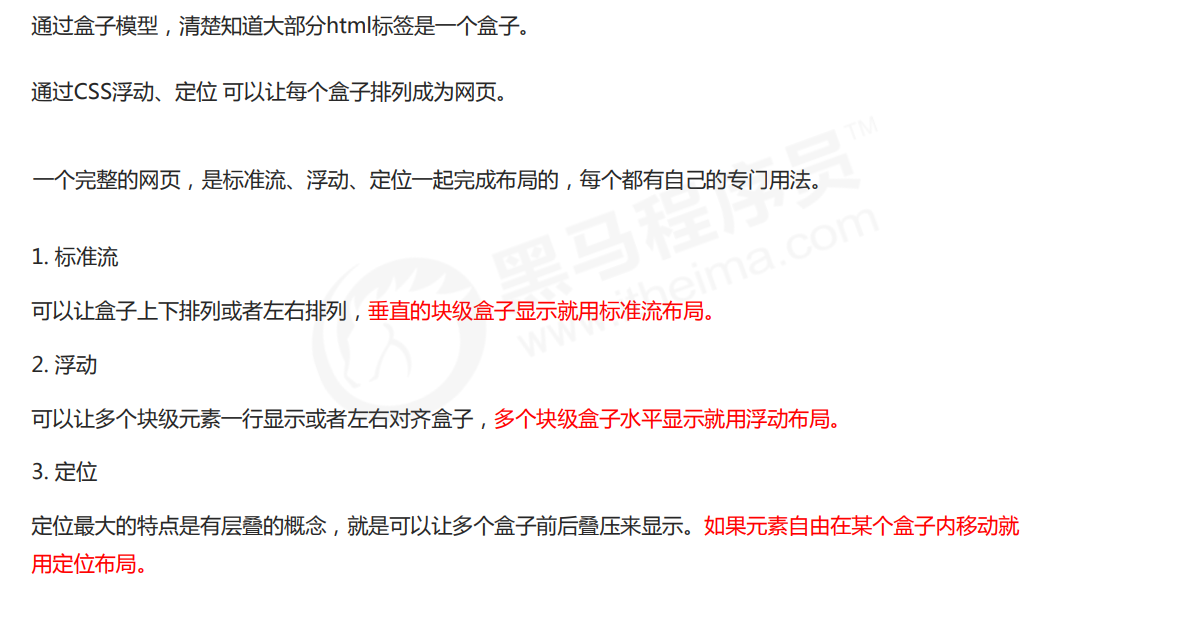 通过盒子模型，清楚知道大部分html标签是一个盒子。
通过CSS浮动、定位 可以让每个盒子排列成为网页。
一个完整的网页，是标准流、浮动、定位一起完成布局的，每个都有自己的专门用法。
1. 标准流
可以让盒子上下排列或者左右排列，垂直的块级盒子显示就用标准流布局。
2. 浮动
可以让多个块级元素一行显示或者左右对齐盒子，多个块级盒子水平显示就用浮动布局。
3. 定位
定位最大的特点是有层叠的概念，就是可以让多个盒子前后叠压来显示。如果元素自由在某个盒子内移动就
用定位布局。
黑马程序员™
www.itheima.com